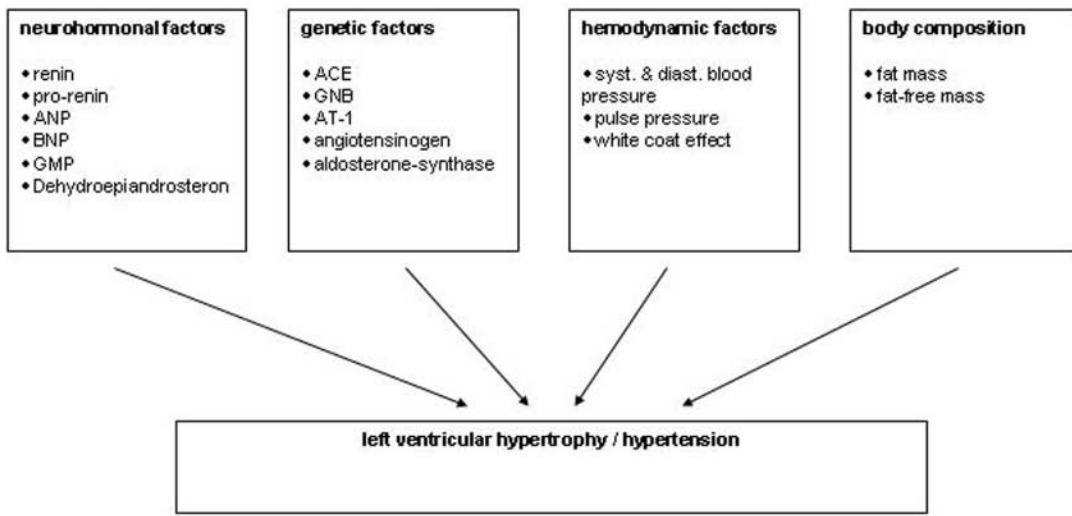 neurohormonal factors
• renin
• pro-renin
• ANP
• BNP
• GMP
• Dehydroepiandrosteron
genetic factors
• ACE
• GNB
• AT-1
• angiotensinogen
• aldosterone-synthase
hemodynamic factors
• syst. & diast. blood
pressure
• pulse pressure
• white coat effect
body composition
• fat mass
• fat-free mass
left ventricular hypertrophy / hypertension